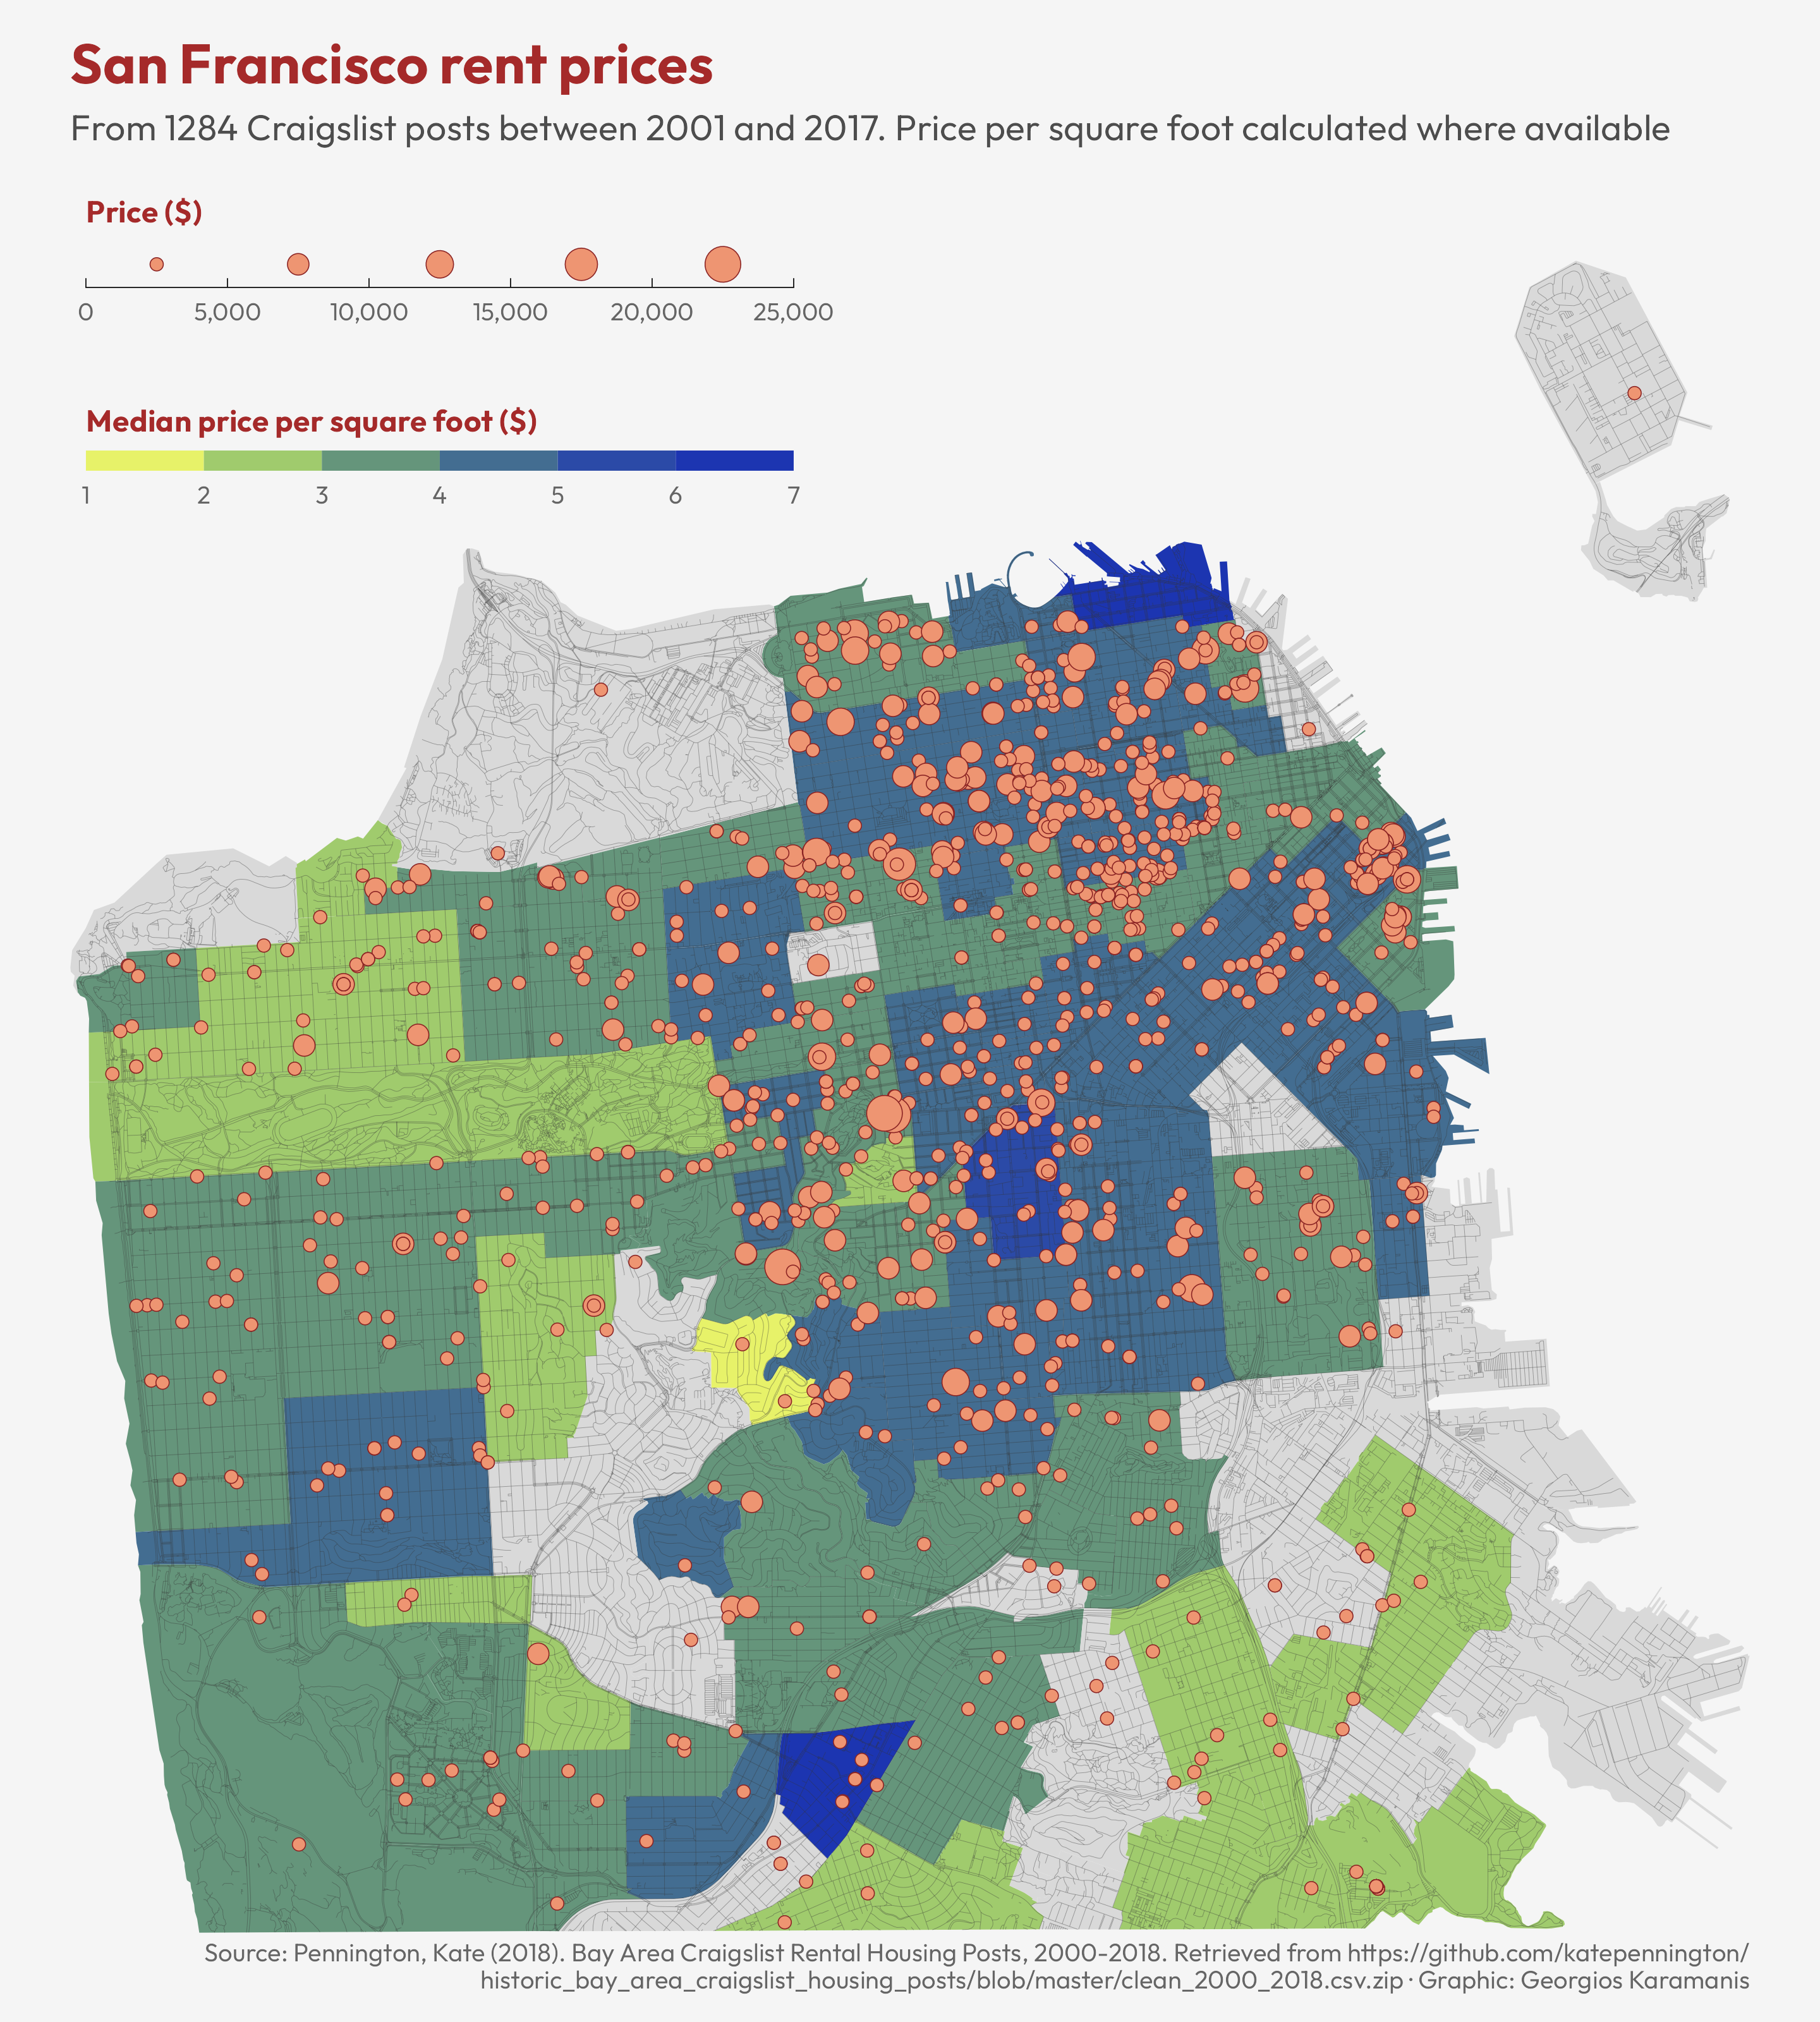 San Francisco rent prices
From 1284 Craigslist posts between 2001 and 2017. Price per square foot calculated where available
Price ($)
0 5,000 10,000 15,000 20,000 25,000
Median price per square foot ($)
1 2 3 4 5 6 7
Source: Pennington, Kate (2018). Bay Area Craigslist Rental Housing Posts, 2000-2018. Retrieved from https://github.com/katepennington/
historic_bay_area_craigslist_housing_posts/blob/master/clean_2000_2018.csv.zip · Graphic: Georgios Karamanis